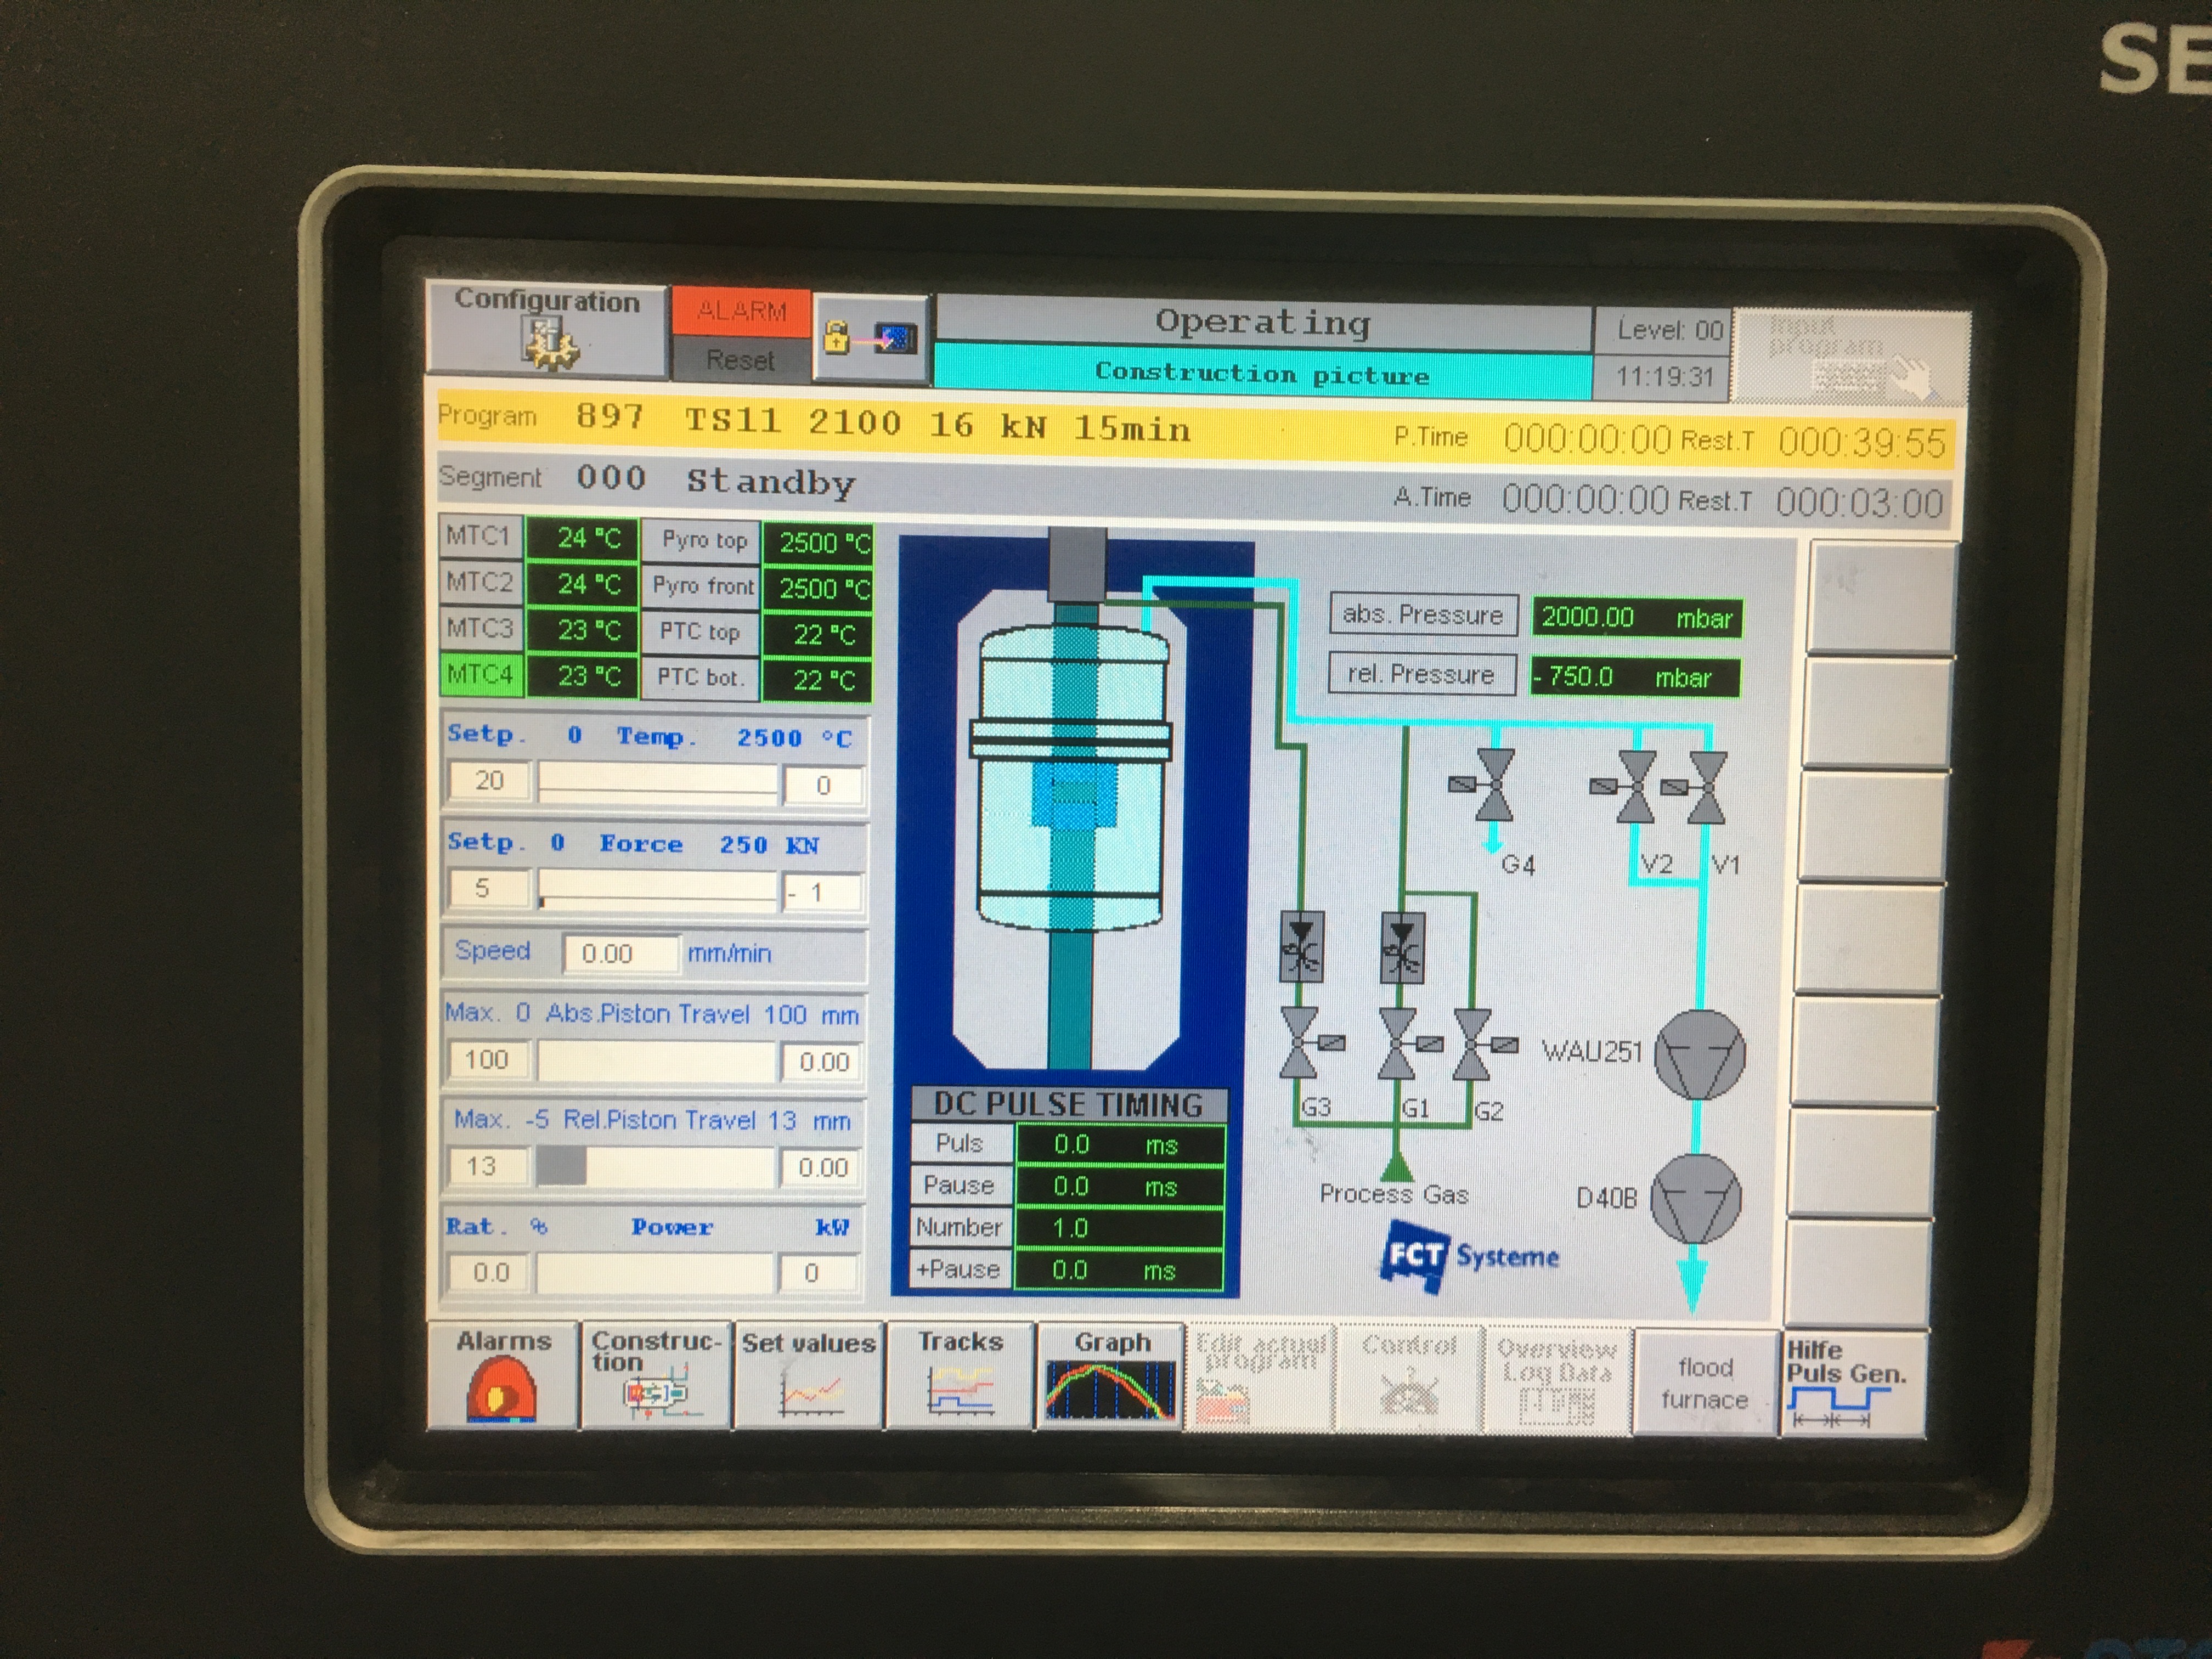 SE
Configuration
ALARM
Reset
Operating
Construction picture
Level: 00
11:19:31
Input
program
Program 897 TS11 2100 16 kN 15min P.Time 000:00:00 Rest.T 000:39:55
Segment 000 Standby A.Time 000:00:00 Rest.T 000:03:00
MTC1 24 °C Pyro top 2500 °C
MTC2 24 °C Pyro front 2500 °C
MTC3 23 °C PTC top 22 °C
MTC4 23 °C PTC bot. 22 °C
Setp. 0 Temp. 2500 °C
20 0
Setp. 0 Force 250 KN
5 - 1
Speed 0.00 mm/min
Max. 0 Abs.Piston Travel 100 mm
100 0.00
Max. -5 Rel.Piston Travel 13 mm
13 0.00
Rat. % Power kW
0.0 0
DC PULSE TIMING
Puls 0.0 ms
Pause 0.0 ms
Number 1.0
+Pause 0.0 ms
abs. Pressure 2000.00 mbar
rel. Pressure - 750.0 mbar
G4 V2 V1
WAU251
G3 G1 G2
Process Gas
D40B
FCT Systeme
Alarms
Construc-
tion
Set values
Tracks
Graph
Edit actual
program
Control
Overview
Log Data
flood
furnace
Hilfe
Puls Gen.